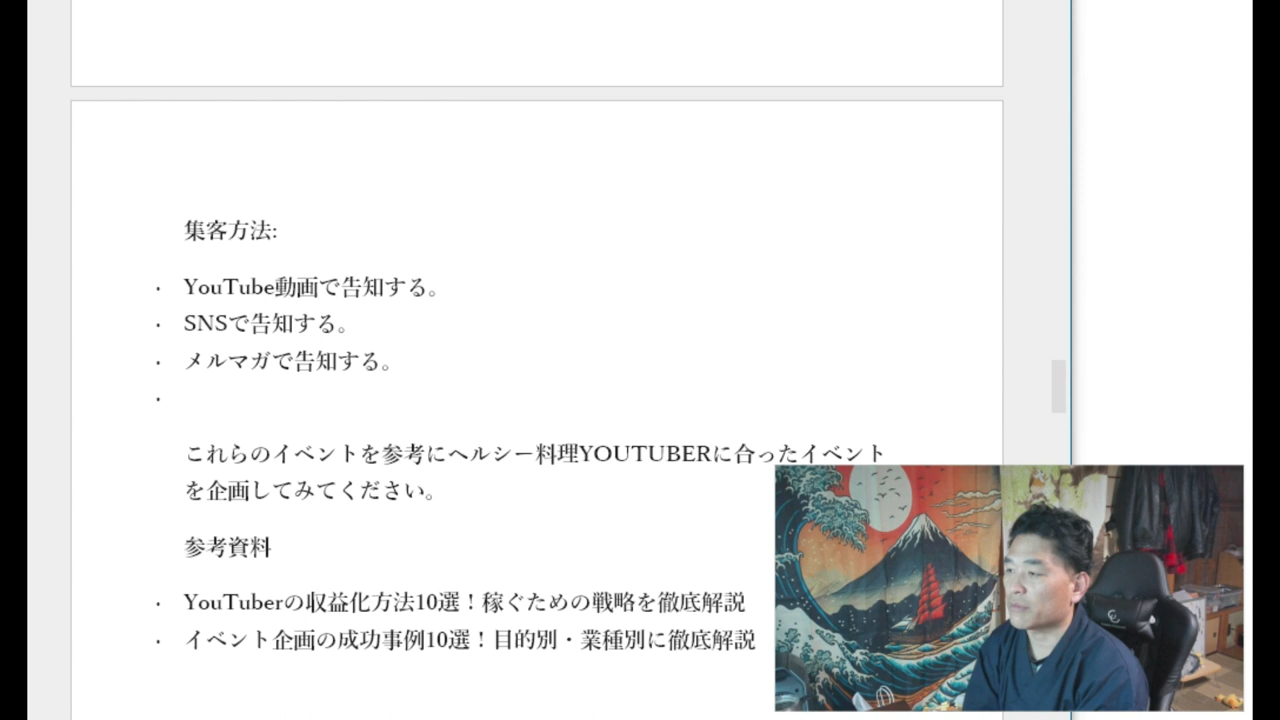 集客方法:
・ YouTube動画で告知する。
・ SNSで告知する。
・ メルマガで告知する。
・
これらのイベントを参考にヘルシー料理YOUTUBERに合ったイベント
を企画してみてください。
参考資料
・ YouTuberの収益化方法10選！稼ぐための戦略を徹底解説
・ イベント企画の成功事例10選！目的別・業種別に徹底解説